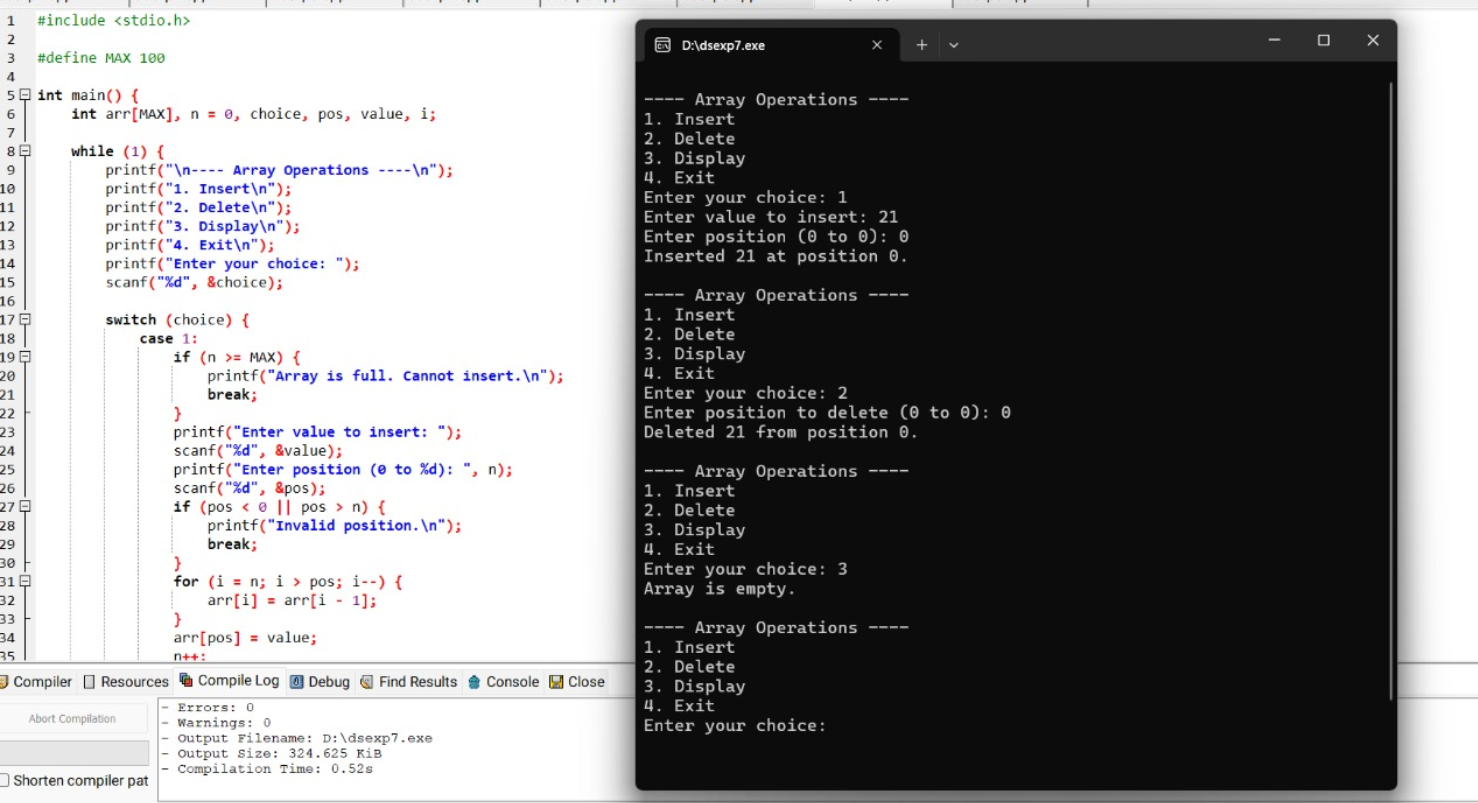 1 #include <stdio.h>
2
3 #define MAX 100
4
5 int main() {
6 int arr[MAX], n = 0, choice, pos, value, i;
7
8 while (1) {
9 printf("\n---- Array Operations ----\n");
10 printf("1. Insert\n");
11 printf("2. Delete\n");
12 printf("3. Display\n");
13 printf("4. Exit\n");
14 printf("Enter your choice: ");
15 scanf("%d", &choice);
16
17 switch (choice) {
18 case 1:
19 if (n >= MAX) {
20 printf("Array is full. Cannot insert.\n");
21 break;
22 }
23 printf("Enter value to insert: ");
24 scanf("%d", &value);
25 printf("Enter position (0 to %d): ", n);
26 scanf("%d", &pos);
27 if (pos < 0 || pos > n) {
28 printf("Invalid position.\n");
29 break;
30 }
31 for (i = n; i > pos; i--) {
32 arr[i] = arr[i - 1];
33 }
34 arr[pos] = value;
35 n++;
Compiler Resources Compile Log Debug Find Results Console Close
Abort Compilation
Shorten compiler pat
- Errors: 0
- Warnings: 0
- Output Filename: D:\dsexp7.exe
- Output Size: 324.625 KiB
- Compilation Time: 0.52s
D:\dsexp7.exe
---- Array Operations ----
1. Insert
2. Delete
3. Display
4. Exit
Enter your choice: 1
Enter value to insert: 21
Enter position (0 to 0): 0
Inserted 21 at position 0.
---- Array Operations ----
1. Insert
2. Delete
3. Display
4. Exit
Enter your choice: 2
Enter position to delete (0 to 0): 0
Deleted 21 from position 0.
---- Array Operations ----
1. Insert
2. Delete
3. Display
4. Exit
Enter your choice: 3
Array is empty.
---- Array Operations ----
1. Insert
2. Delete
3. Display
4. Exit
Enter your choice: